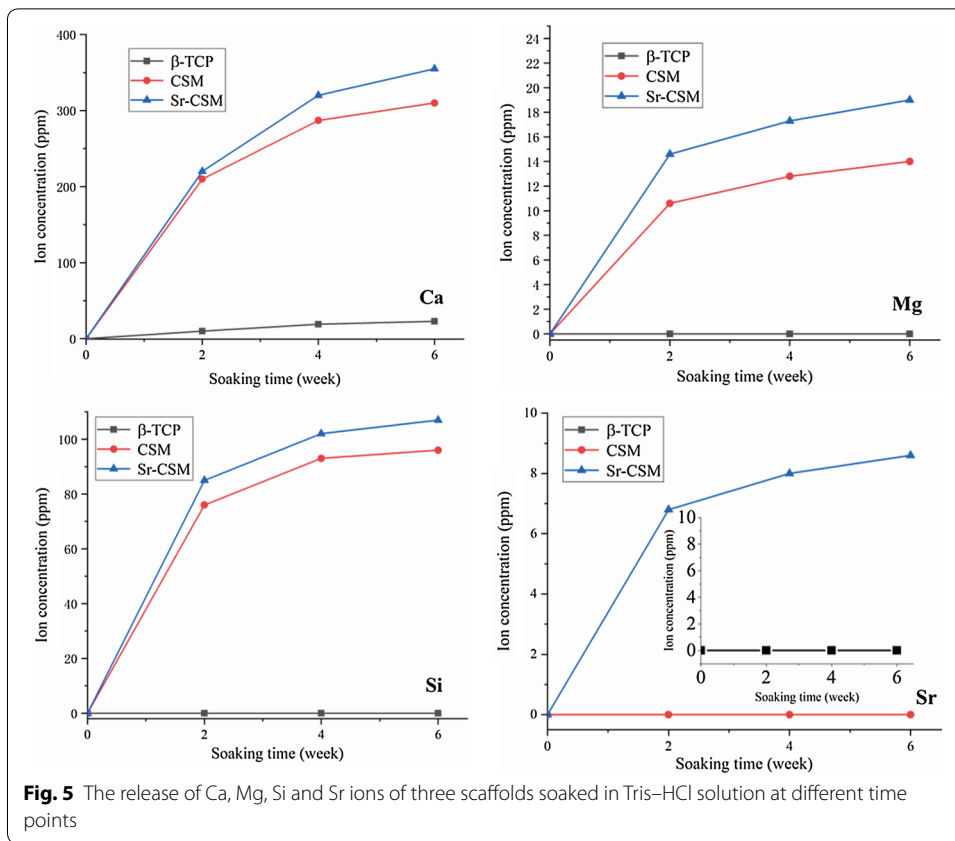 400
300
200
100
0
0
2
4
6
Ion concentration (ppm)
Soaking time (week)
β-TCP
CSM
Sr-CSM
Ca
24
22
20
18
16
14
12
10
8
6
4
2
0
0
2
4
6
Ion concentration (ppm)
Soaking time (week)
β-TCP
CSM
Sr-CSM
Mg
100
80
60
40
20
0
0
2
4
6
Ion concentration (ppm)
Soaking time (week)
β-TCP
CSM
Sr-CSM
Si
10
8
6
4
2
0
0
2
4
6
Ion concentration (ppm)
Soaking time (week)
β-TCP
CSM
Sr-CSM
10
8
6
4
2
0
0
2
4
6
Ion concentration (ppm)
Soaking time (week)
Sr
Fig. 5 The release of Ca, Mg, Si and Sr ions of three scaffolds soaked in Tris–HCl solution at different time
points